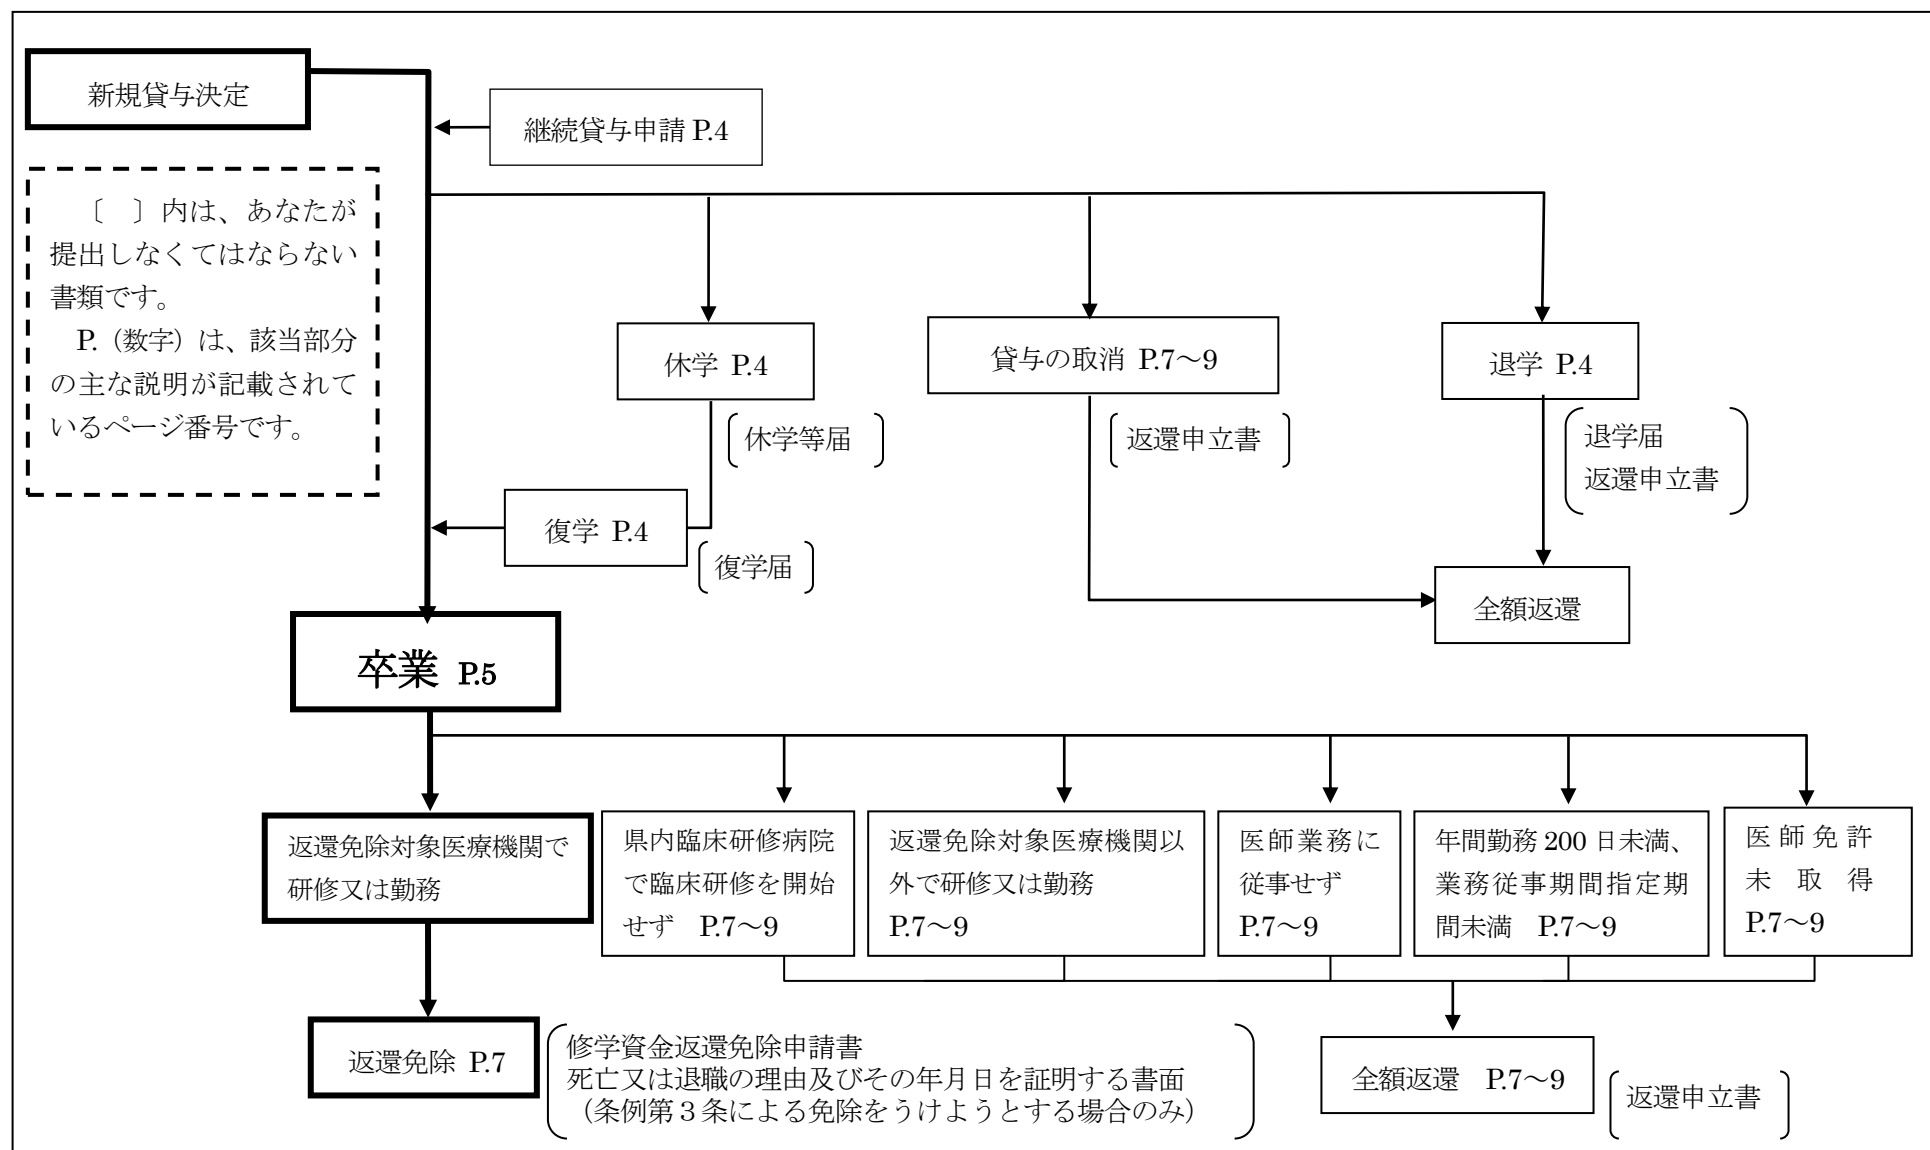 新規貸与決定
継続貸与申請 P.4
〔　〕内は、あなたが
提出しなくてはならない
書類です。
P.（数字）は、該当部分
の主な説明が記載されて
いるページ番号です。
休学 P.4
貸与の取消 P.7～9
退学 P.4
休学等届
返還申立書
退学届
返還申立書
復学 P.4
復学届
全額返還
卒業 P.5
返還免除対象医療機関で
研修又は勤務
県内臨床研修病院
で臨床研修を開始
せず　P.7～9
返還免除対象医療機関以
外で研修又は勤務
P.7～9
医師業務に
従事せず
P.7～9
年間勤務 200 日未満、
業務従事期間指定期
間未満　P.7～9
医師免許
未取得
P.7～9
返還免除 P.7
修学資金返還免除申請書
死亡又は退職の理由及びその年月日を証明する書面
（条例第３条による免除をうけようとする場合のみ）
全額返還　P.7～9
返還申立書